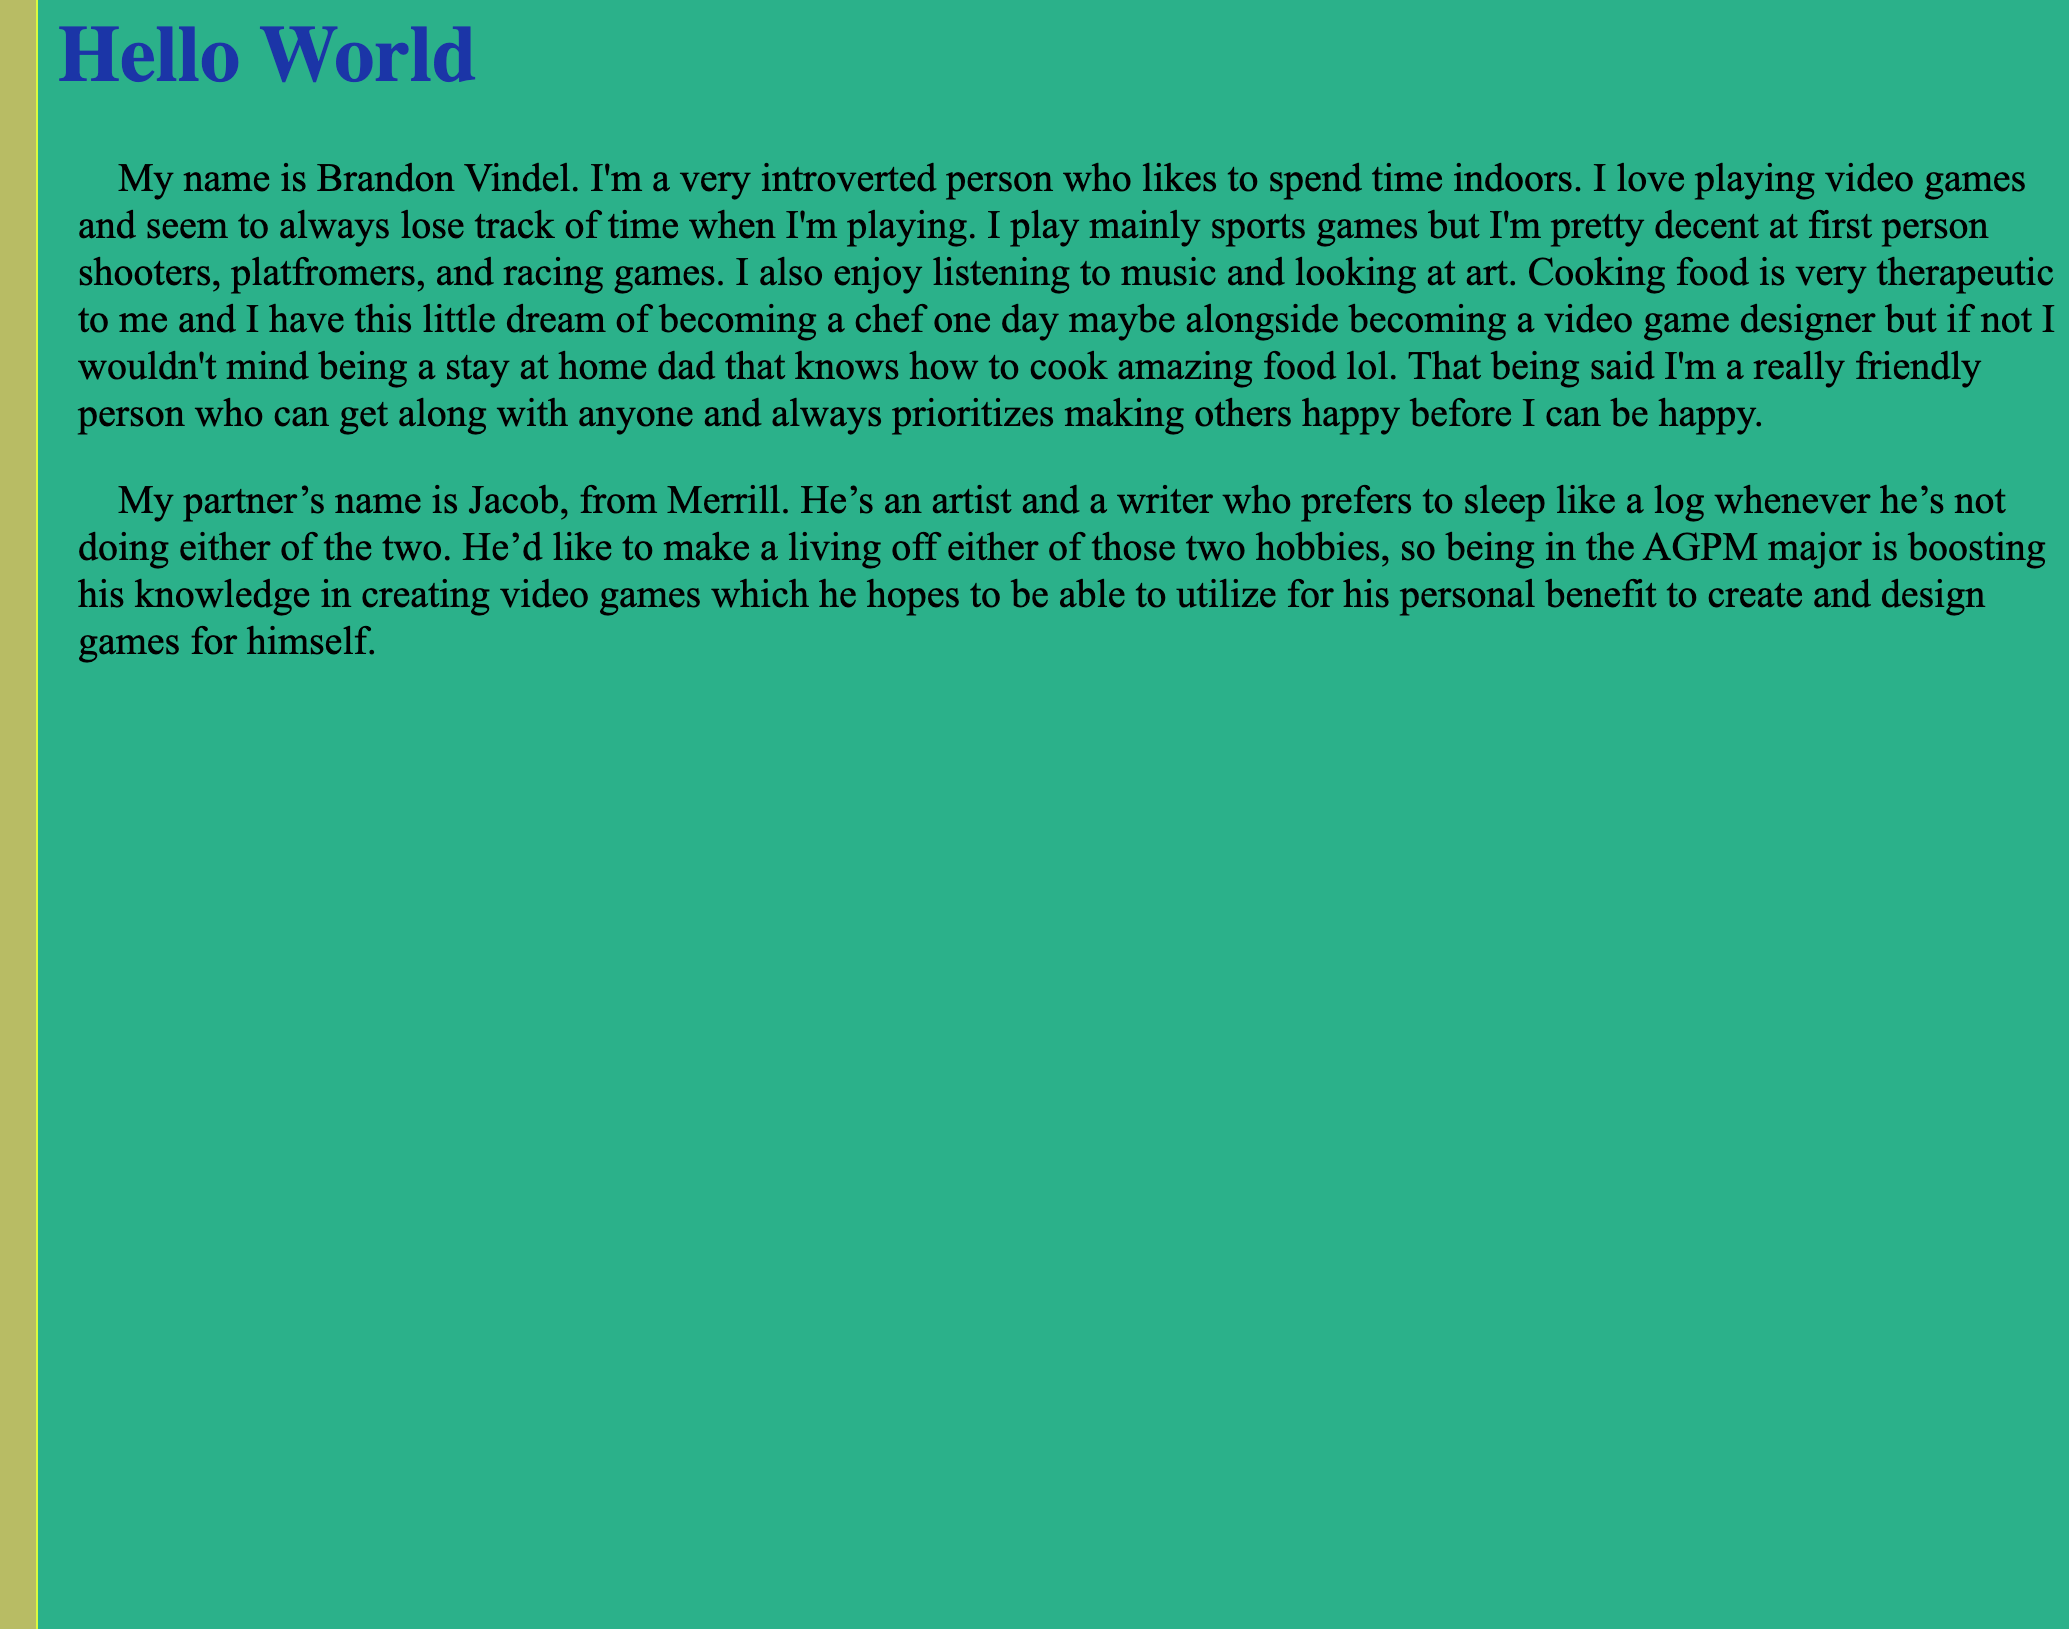 Hello World
My name is Brandon Vindel. I'm a very introverted person who likes to spend time indoors. I love playing video games
and seem to always lose track of time when I'm playing. I play mainly sports games but I'm pretty decent at first person
shooters, platfromers, and racing games. I also enjoy listening to music and looking at art. Cooking food is very therapeutic
to me and I have this little dream of becoming a chef one day maybe alongside becoming a video game designer but if not I
wouldn't mind being a stay at home dad that knows how to cook amazing food lol. That being said I'm a really friendly
person who can get along with anyone and always prioritizes making others happy before I can be happy.
My partner’s name is Jacob, from Merrill. He’s an artist and a writer who prefers to sleep like a log whenever he’s not
doing either of the two. He’d like to make a living off either of those two hobbies, so being in the AGPM major is boosting
his knowledge in creating video games which he hopes to be able to utilize for his personal benefit to create and design
games for himself.